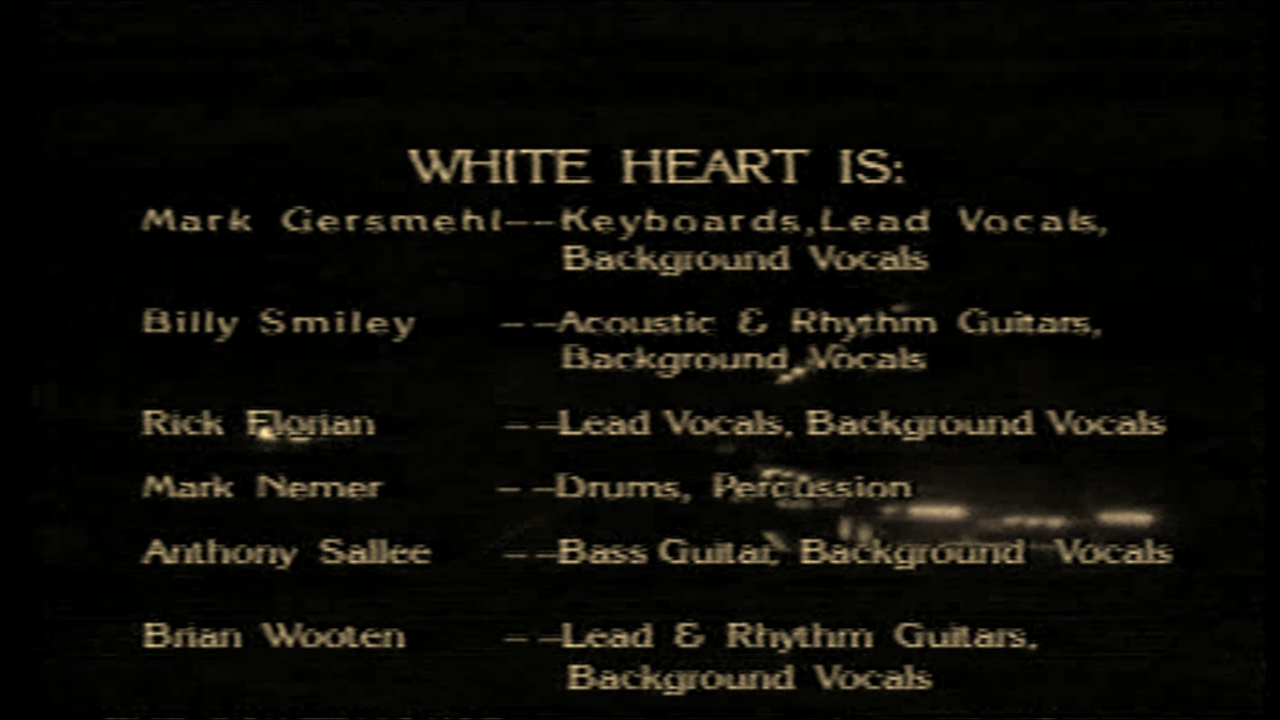 WHITE HEART IS:
Mark Gersmehl--Keyboards,Lead Vocals,
Background Vocals
Billy Smiley --Acoustic & Rhythm Guitars,
Background Vocals
Rick Florian --Lead Vocals, Background Vocals
Mark Nemer --Drums, Percussion
Anthony Sallee --Bass Guitar, Background Vocals
Brian Wooten --Lead & Rhythm Guitars,
Background Vocals